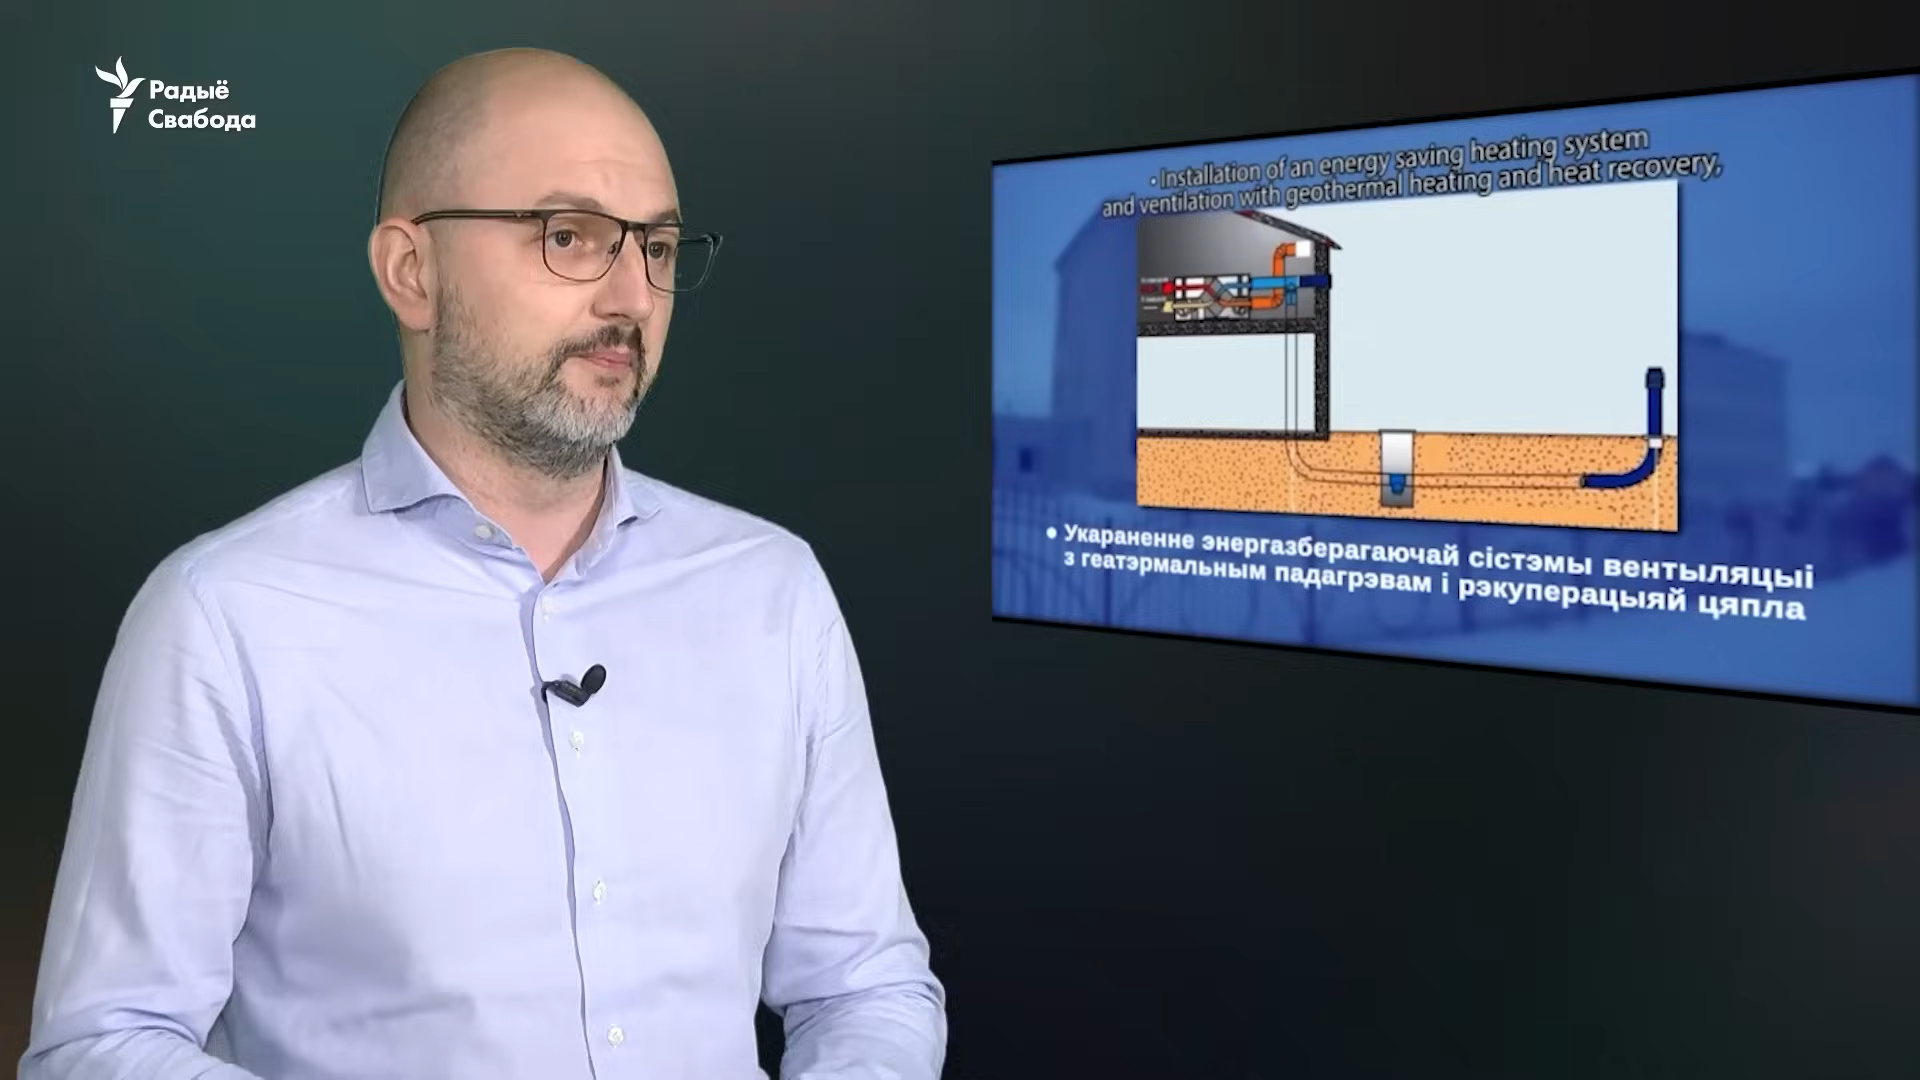 Радыё
Свабода
• Installation of an energy saving heating system
and ventilation with geothermal heating and heat recovery,
• Укараненне энергазберагаючай сістэмы вентыляцыі
з геатэрмальным падагрэвам і рэкуперацыяй цяпла